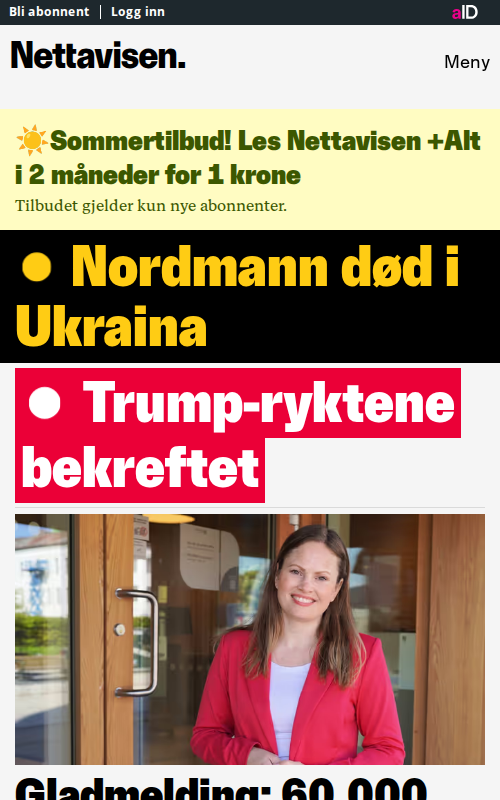 Bli abonnent | Logg inn
aID
Nettavisen.
Meny
☀️Sommertilbud! Les Nettavisen +Alt
i 2 måneder for 1 krone
Tilbudet gjelder kun nye abonnenter.
Nordmann død i
Ukraina
Trump-ryktene
bekreftet
Gladmelding: 60.000